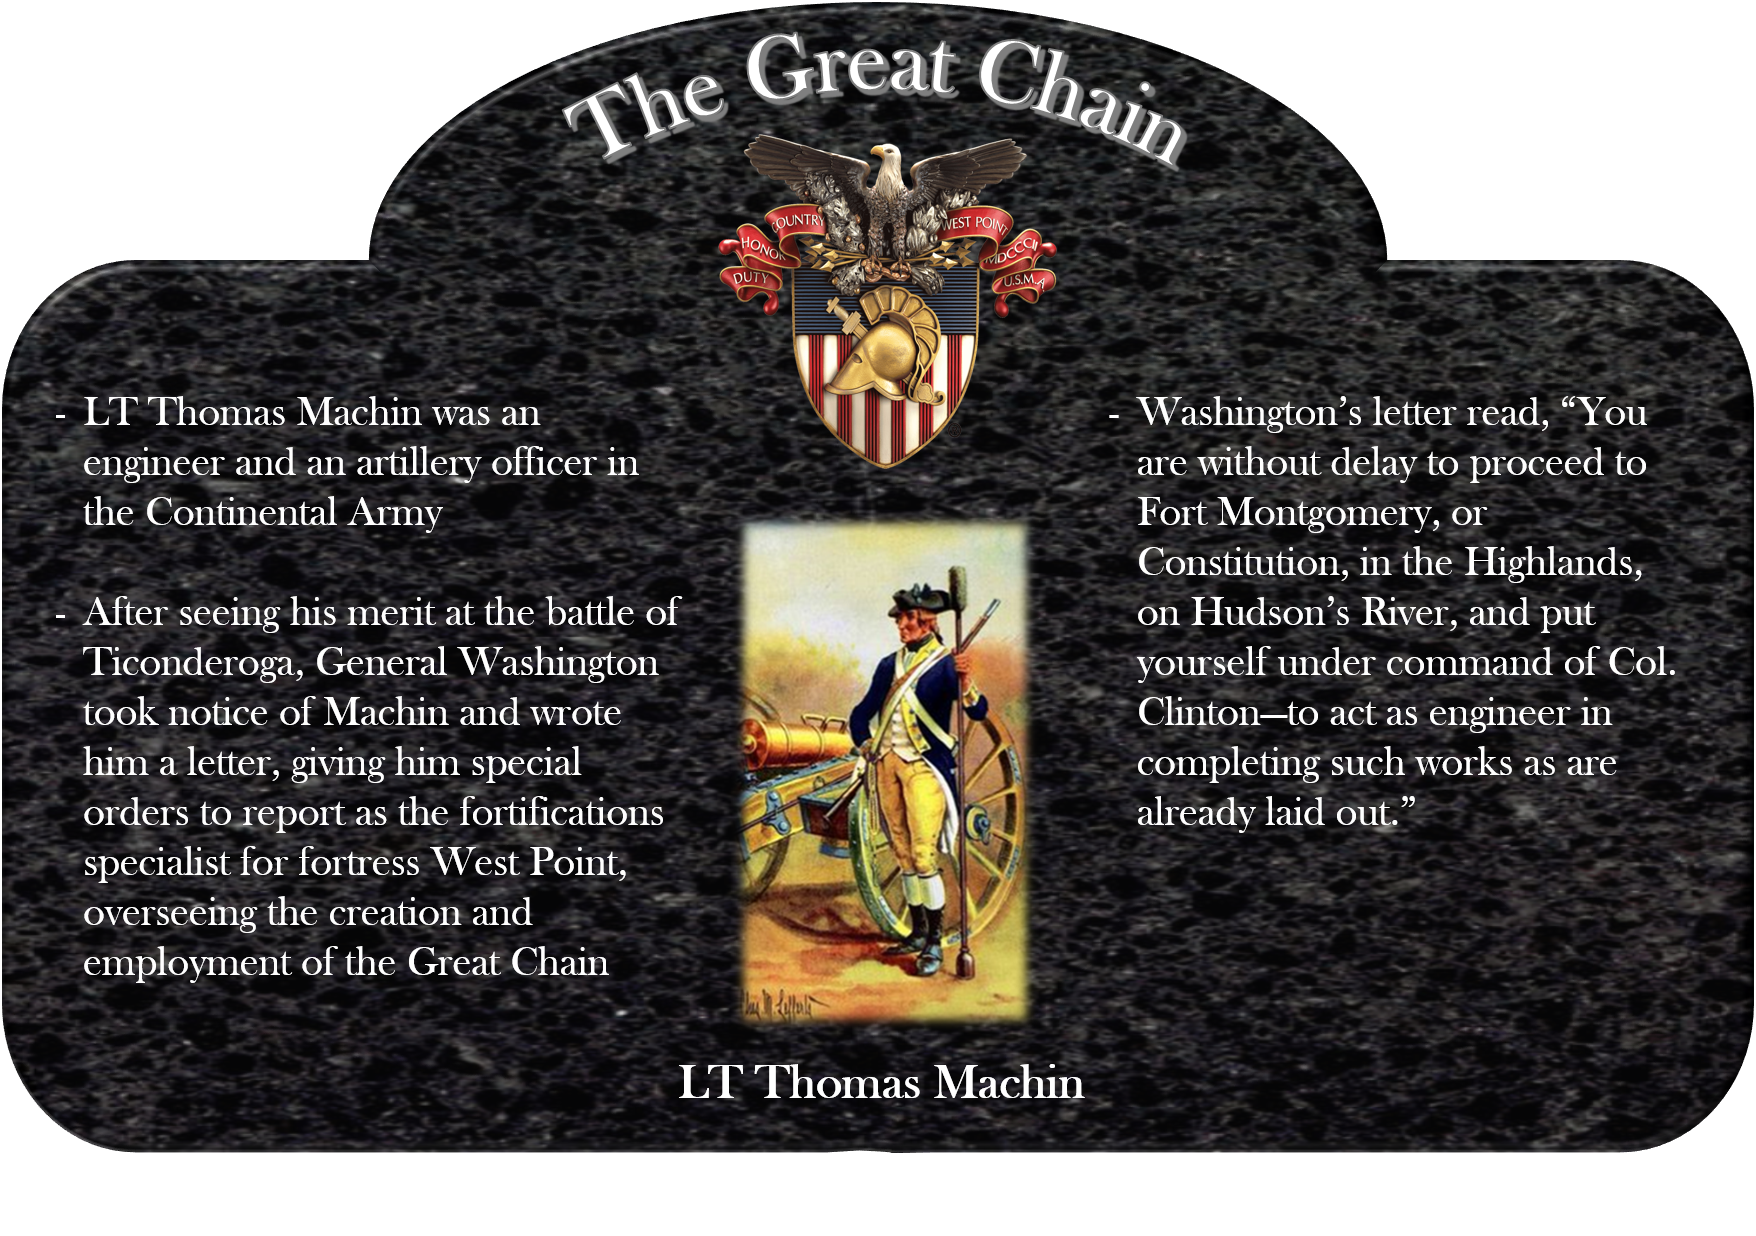 The Great Chain
COUNTRY
HONOR
DUTY
WEST POINT
MDCCCII
U.S.M.A
- LT Thomas Machin was an
engineer and an artillery officer in
the Continental Army
- After seeing his merit at the battle of
Ticonderoga, General Washington
took notice of Machin and wrote
him a letter, giving him special
orders to report as the fortifications
specialist for fortress West Point,
overseeing the creation and
employment of the Great Chain
- Washington’s letter read, “You
are without delay to proceed to
Fort Montgomery, or
Constitution, in the Highlands,
on Hudson’s River, and put
yourself under command of Col.
Clinton—to act as engineer in
completing such works as are
already laid out.”
LT Thomas Machin